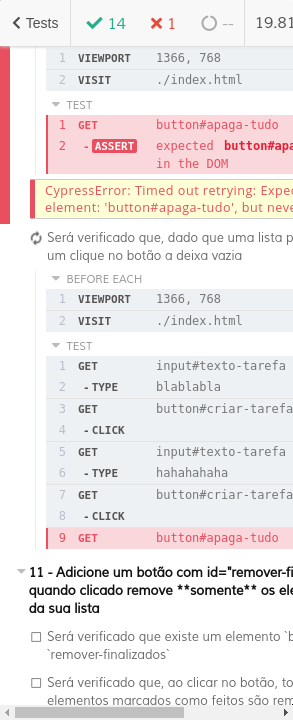 Tests 14 1 -- 19.81
1 VIEWPORT 1366, 768
2 VISIT ./index.html
TEST
1 GET button#apaga-tudo
2 -ASSERT expected button#apa
in the DOM
CypressError: Timed out retrying: Expe
element: 'button#apaga-tudo', but neve
Será verificado que, dado que uma lista p
um clique no botão a deixa vazia
BEFORE EACH
1 VIEWPORT 1366, 768
2 VISIT ./index.html
TEST
1 GET input#texto-tarefa
2 -TYPE blablabla
3 GET button#criar-tarefa
4 -CLICK
5 GET input#texto-tarefa
6 -TYPE hahahahaha
7 GET button#criar-tarefa
8 -CLICK
9 GET button#apaga-tudo
11 - Adicione um botão com id="remover-fi
quando clicado remove **somente** os ele
da sua lista
Será verificado que existe um elemento `b
`remover-finalizados`
Será verificado que, ao clicar no botão, to
elementos marcados como feitos são rem